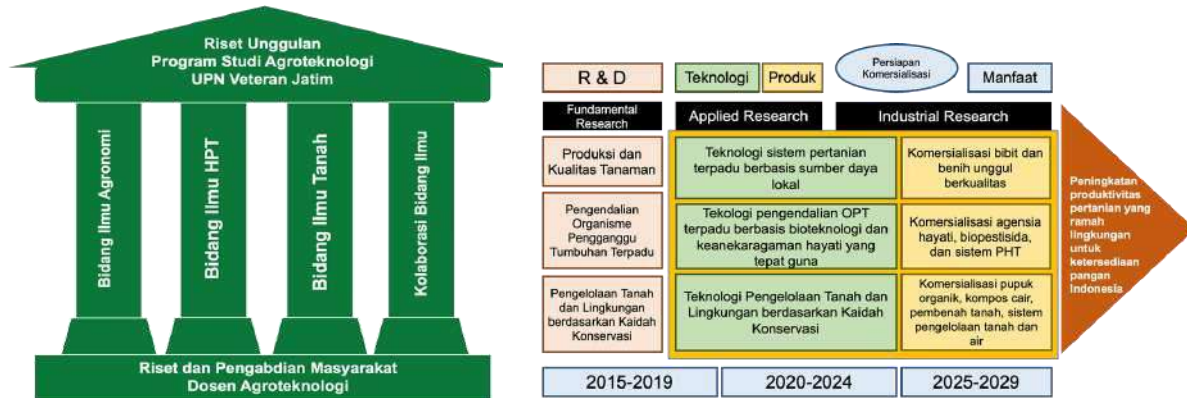 Riset Unggulan
Program Studi Agroteknologi
UPN Veteran Jatim
Bidang Ilmu Agronomi
Bidang Ilmu HPT
Bidang Ilmu Tanah
Kolaborasi Bidang Ilmu
Riset dan Pengabdian Masyarakat
Dosen Agroteknologi
R & D
Teknologi
Produk
Persiapan
Komersialisasi
Manfaat
Fundamental
Research
Applied Research
Industrial Research
Produksi dan
Kualitas Tanaman
Teknologi sistem pertanian
terpadu berbasis sumber daya
lokal
Komersialisasi bibit dan
benih unggul
berkualitas
Pengendalian
Organisme
Pengganggu
Tumbuhan Terpadu
Tekologi pengendalian OPT
terpadu berbasis bioteknologi dan
keanekaragaman hayati yang
tepat guna
Komersialisasi agensia
hayati, biopestisida,
dan sistem PHT
Pengelolaan Tanah
dan Lingkungan
berdasarkan Kaidah
Konservasi
Teknologi Pengelolaan Tanah dan
Lingkungan berdasarkan Kaidah
Konservasi
Komersialisasi pupuk
organik, kompos cair,
pembenah tanah, sistem
pengelolaan tanah dan
air
Peningkatan
produktivitas
pertanian yang
ramah
lingkungan
untuk
ketersediaan
pangan
Indonesia
2015-2019
2020-2024
2025-2029